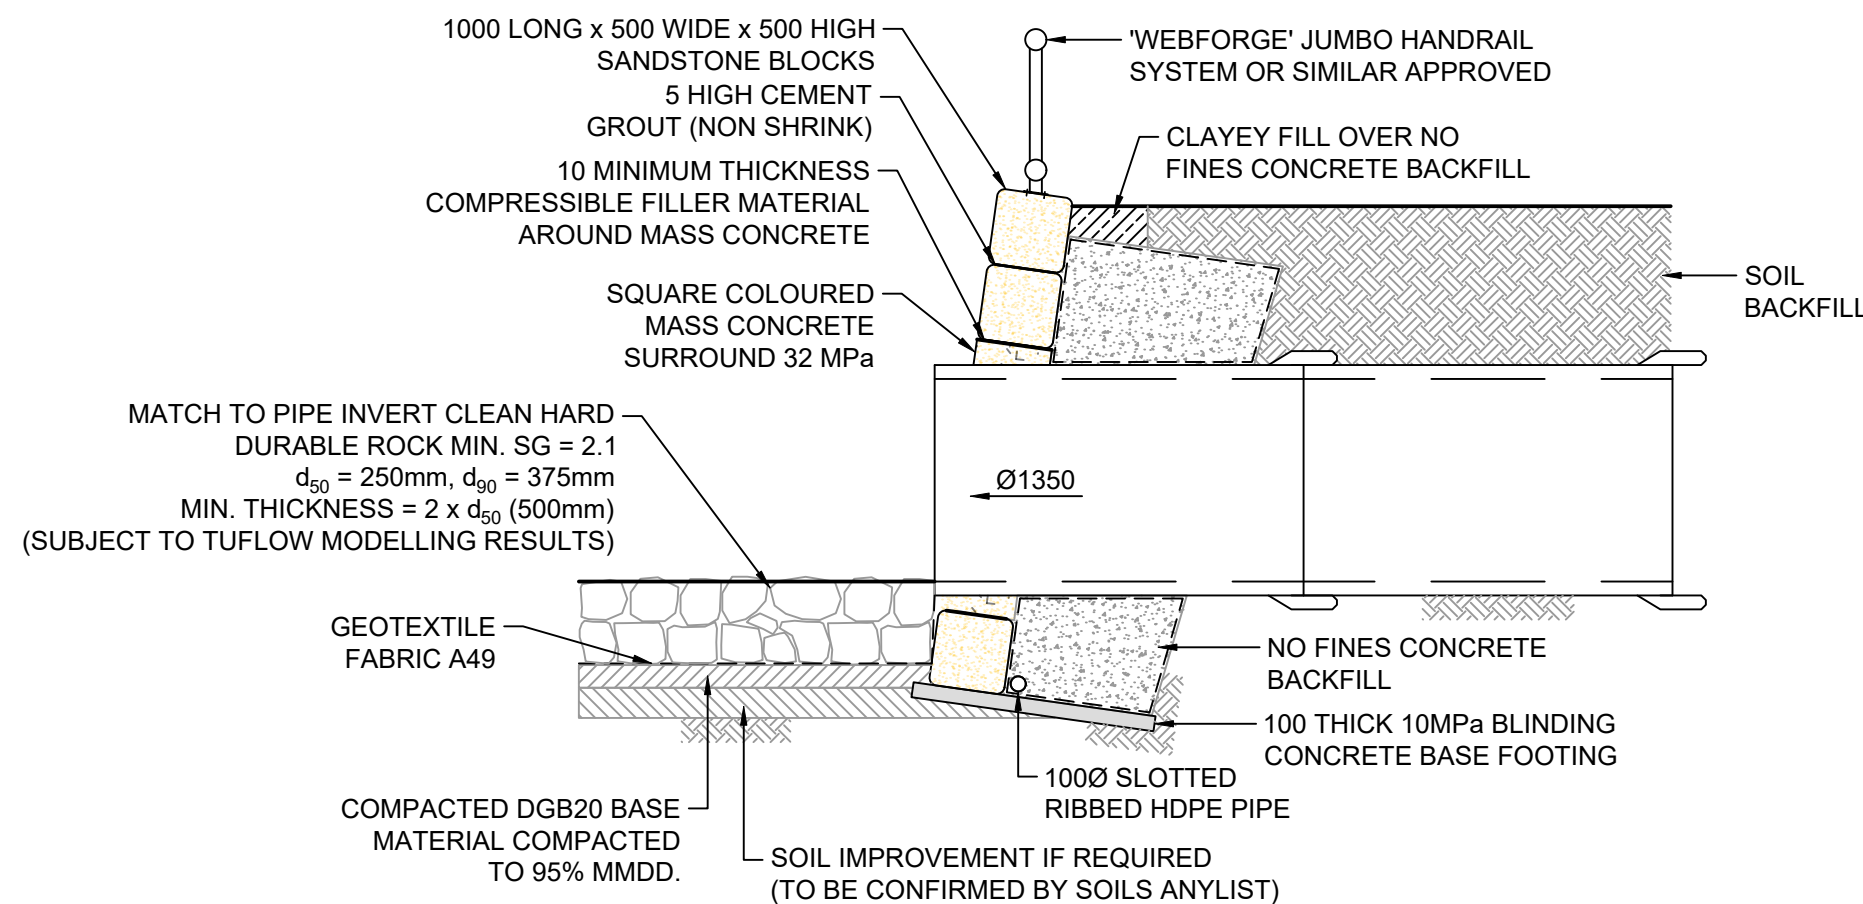 1000 LONG x 500 WIDE x 500 HIGH
SANDSTONE BLOCKS
5 HIGH CEMENT
GROUT (NON SHRINK)
10 MINIMUM THICKNESS
COMPRESSIBLE FILLER MATERIAL
AROUND MASS CONCRETE
SQUARE COLOURED
MASS CONCRETE
SURROUND 32 MPa
MATCH TO PIPE INVERT CLEAN HARD
DURABLE ROCK MIN. SG = 2.1
d50 = 250mm, d90 = 375mm
MIN. THICKNESS = 2 x d50 (500mm)
(SUBJECT TO TUFLOW MODELLING RESULTS)
GEOTEXTILE
FABRIC A49
COMPACTED DGB20 BASE
MATERIAL COMPACTED
TO 95% MMDD.
'WEBFORGE' JUMBO HANDRAIL
SYSTEM OR SIMILAR APPROVED
CLAYEY FILL OVER NO
FINES CONCRETE BACKFILL
SOIL
BACKFILL
Ø1350
NO FINES CONCRETE
BACKFILL
100 THICK 10MPa BLINDING
CONCRETE BASE FOOTING
100Ø SLOTTED
RIBBED HDPE PIPE
SOIL IMPROVEMENT IF REQUIRED
(TO BE CONFIRMED BY SOILS ANYLIST)